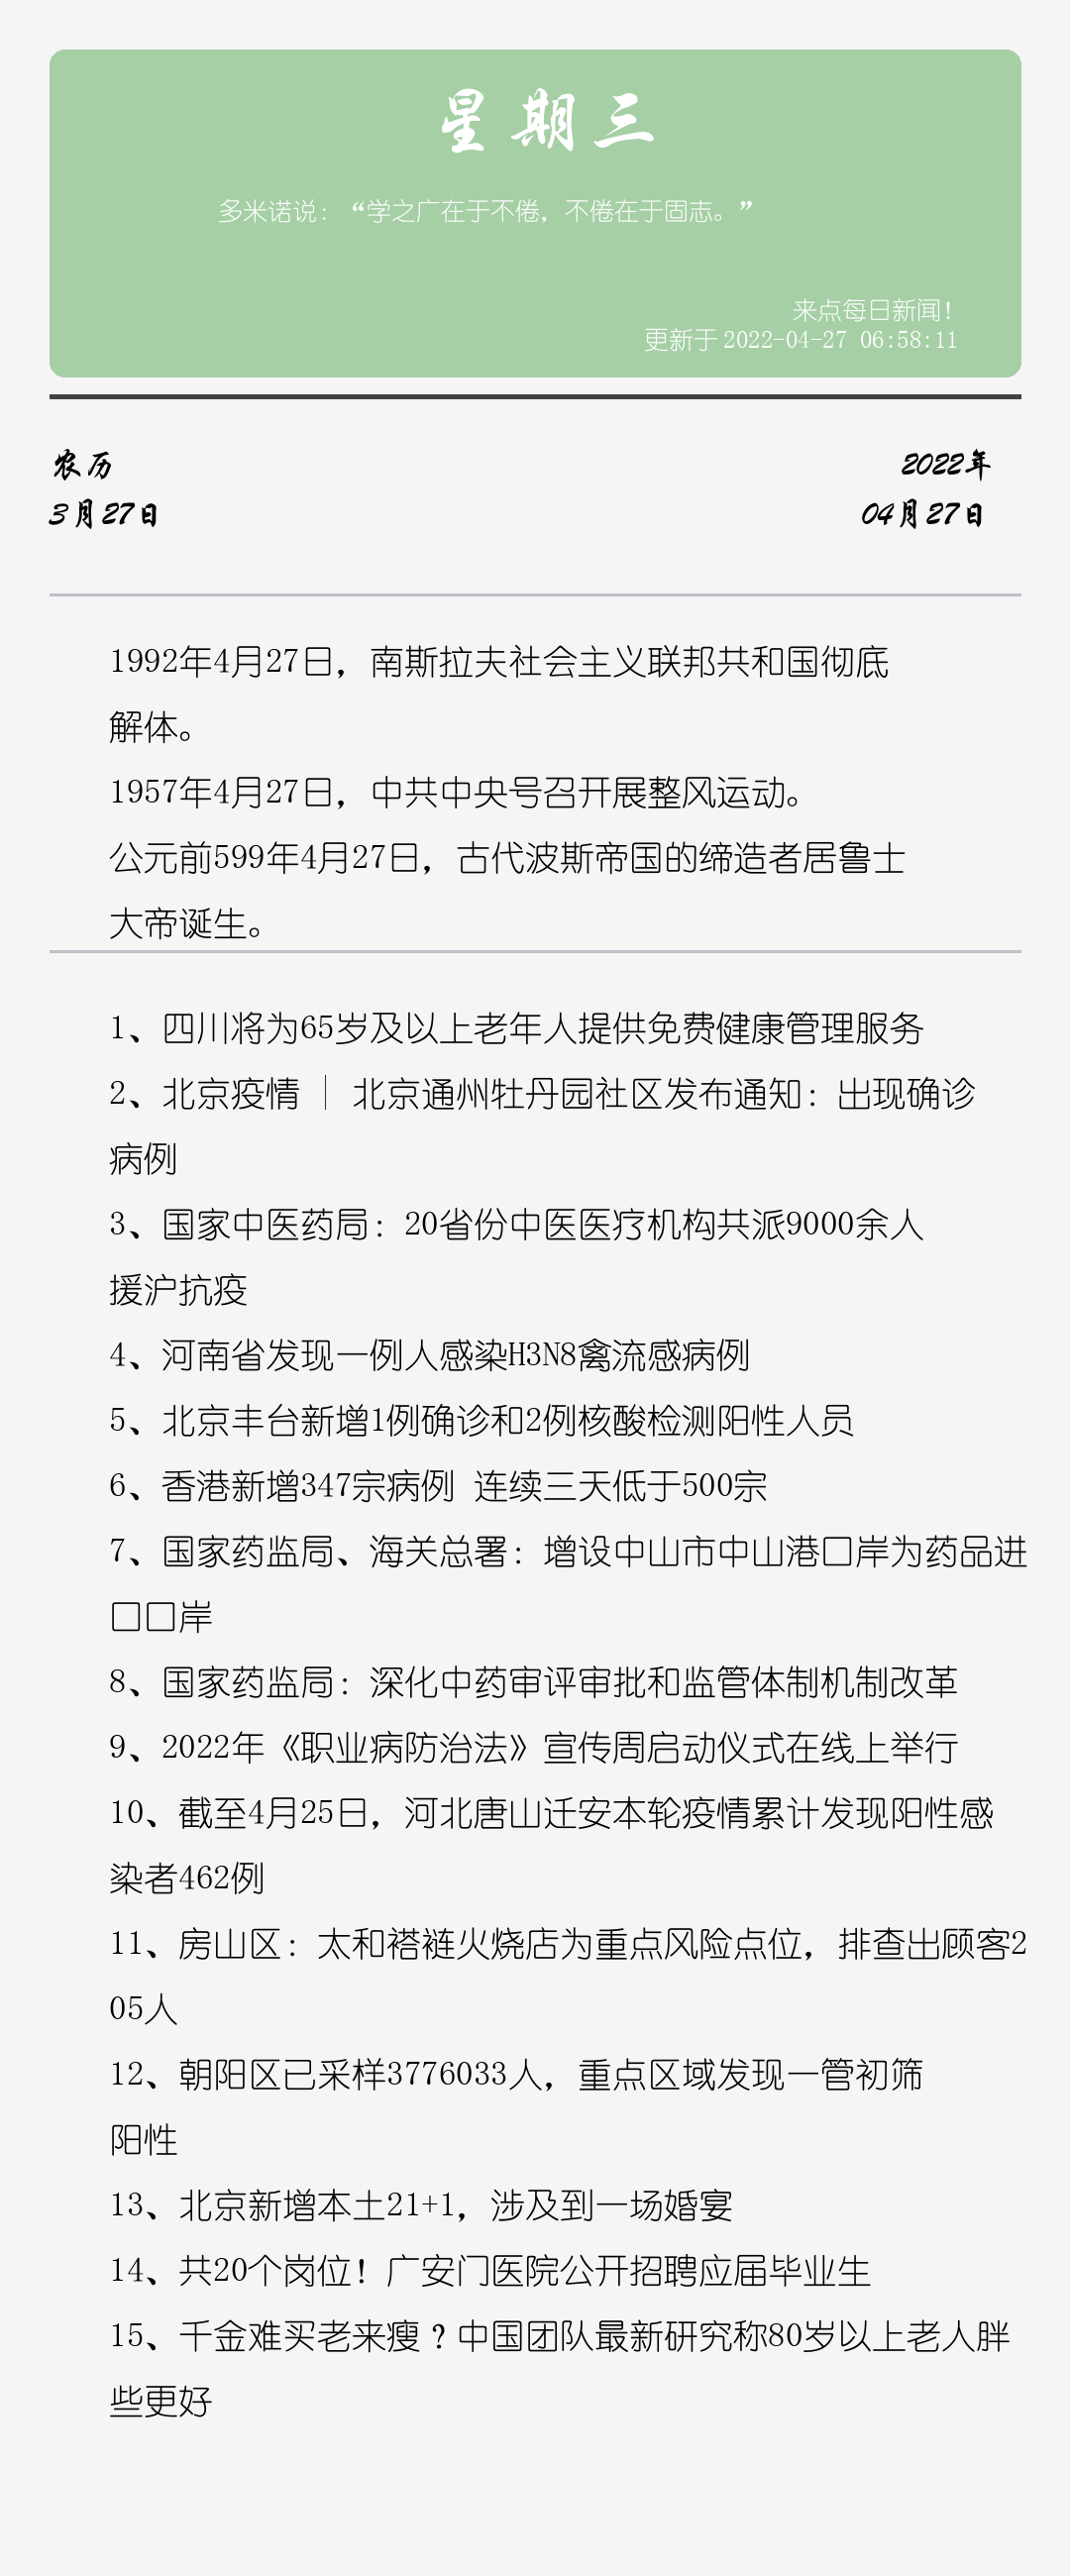 星期三
多米诺说：“学之广在于不倦，不倦在于固志。”
来点每日新闻！
更新于 2022-04-27 06:58:11
农历
2022年
3月27日
04月27日
1992年4月27日，南斯拉夫社会主义联邦共和国彻底
解体。
1957年4月27日，中共中央号召开展整风运动。
公元前599年4月27日，古代波斯帝国的缔造者居鲁士
大帝诞生。
1、四川将为65岁及以上老年人提供免费健康管理服务
2、北京疫情｜北京通州牡丹园社区发布通知：出现确诊
病例
3、国家中医药局：20省份中医医疗机构共派9000余人
援沪抗疫
4、河南省发现一例人感染H3N8禽流感病例
5、北京丰台新增1例确诊和2例核酸检测阳性人员
6、香港新增347宗病例 连续三天低于500宗
7、国家药监局、海关总署：增设中山市中山港口岸为药品进
口口岸
8、国家药监局：深化中药审评审批和监管体制机制改革
9、2022年《职业病防治法》宣传周启动仪式在线上举行
10、截至4月25日，河北唐山迁安本轮疫情累计发现阳性感
染者462例
11、房山区：太和褡裢火烧店为重点风险点位，排查出顾客2
05人
12、朝阳区已采样3776033人，重点区域发现一管初筛
阳性
13、北京新增本土21+1，涉及到一场婚宴
14、共20个岗位！广安门医院公开招聘应届毕业生
15、千金难买老来瘦？中国团队最新研究称80岁以上老人胖
些更好